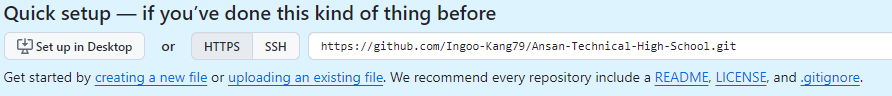 Quick setup — if you've done this kind of thing before
Set up in Desktop or HTTPS SSH https://github.com/Ingoo-Kang79/Ansan-Technical-High-School.git
Get started by creating a new file or uploading an existing file. We recommend every repository include a README, LICENSE, and .gitignore.